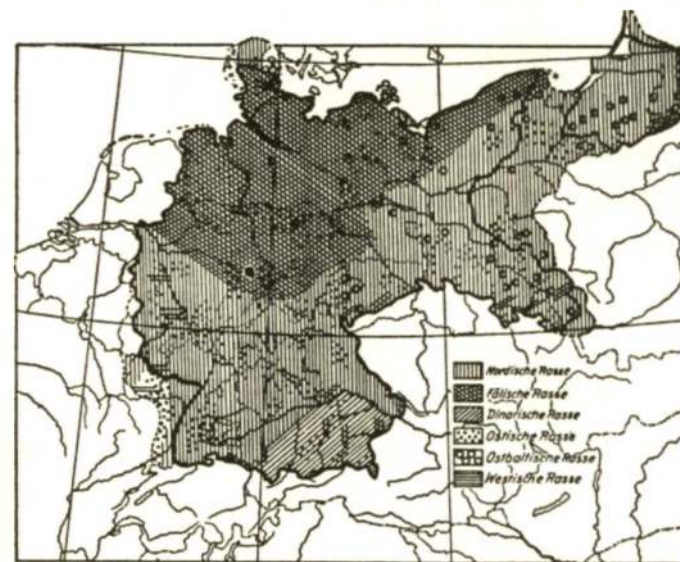 Nordische Rasse
Fälische Rasse
Dinarische Rasse
Ostische Rasse
Ostbaltische Rasse
Westische Rasse